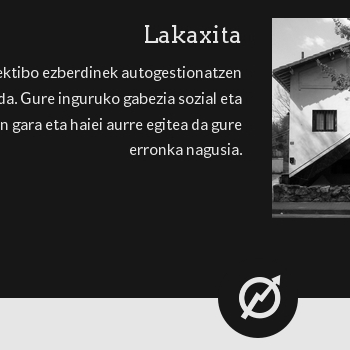 Lakaxita
ektibo ezberdinek autogestionatzen
da. Gure inguruko gabezia sozial eta
n gara eta haiei aurre egitea da gure
erronka nagusia.